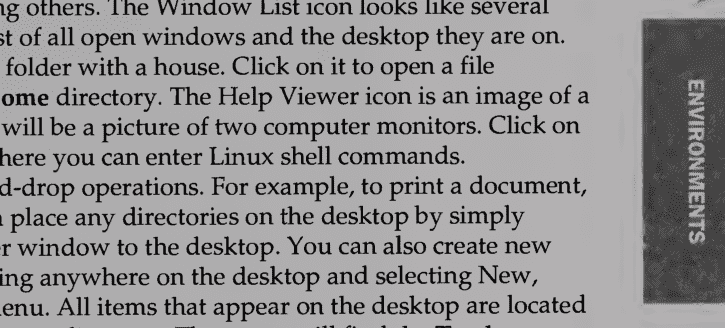 ng others. The Window List icon looks like several
st of all open windows and the desktop they are on.
folder with a house. Click on it to open a file
ome directory. The Help Viewer icon is an image of a
will be a picture of two computer monitors. Click on
here you can enter Linux shell commands.
d-drop operations. For example, to print a document,
place any directories on the desktop by simply
er window to the desktop. You can also create new
ing anywhere on the desktop and selecting New,
enu. All items that appear on the desktop are located
ENVIRONMENTS